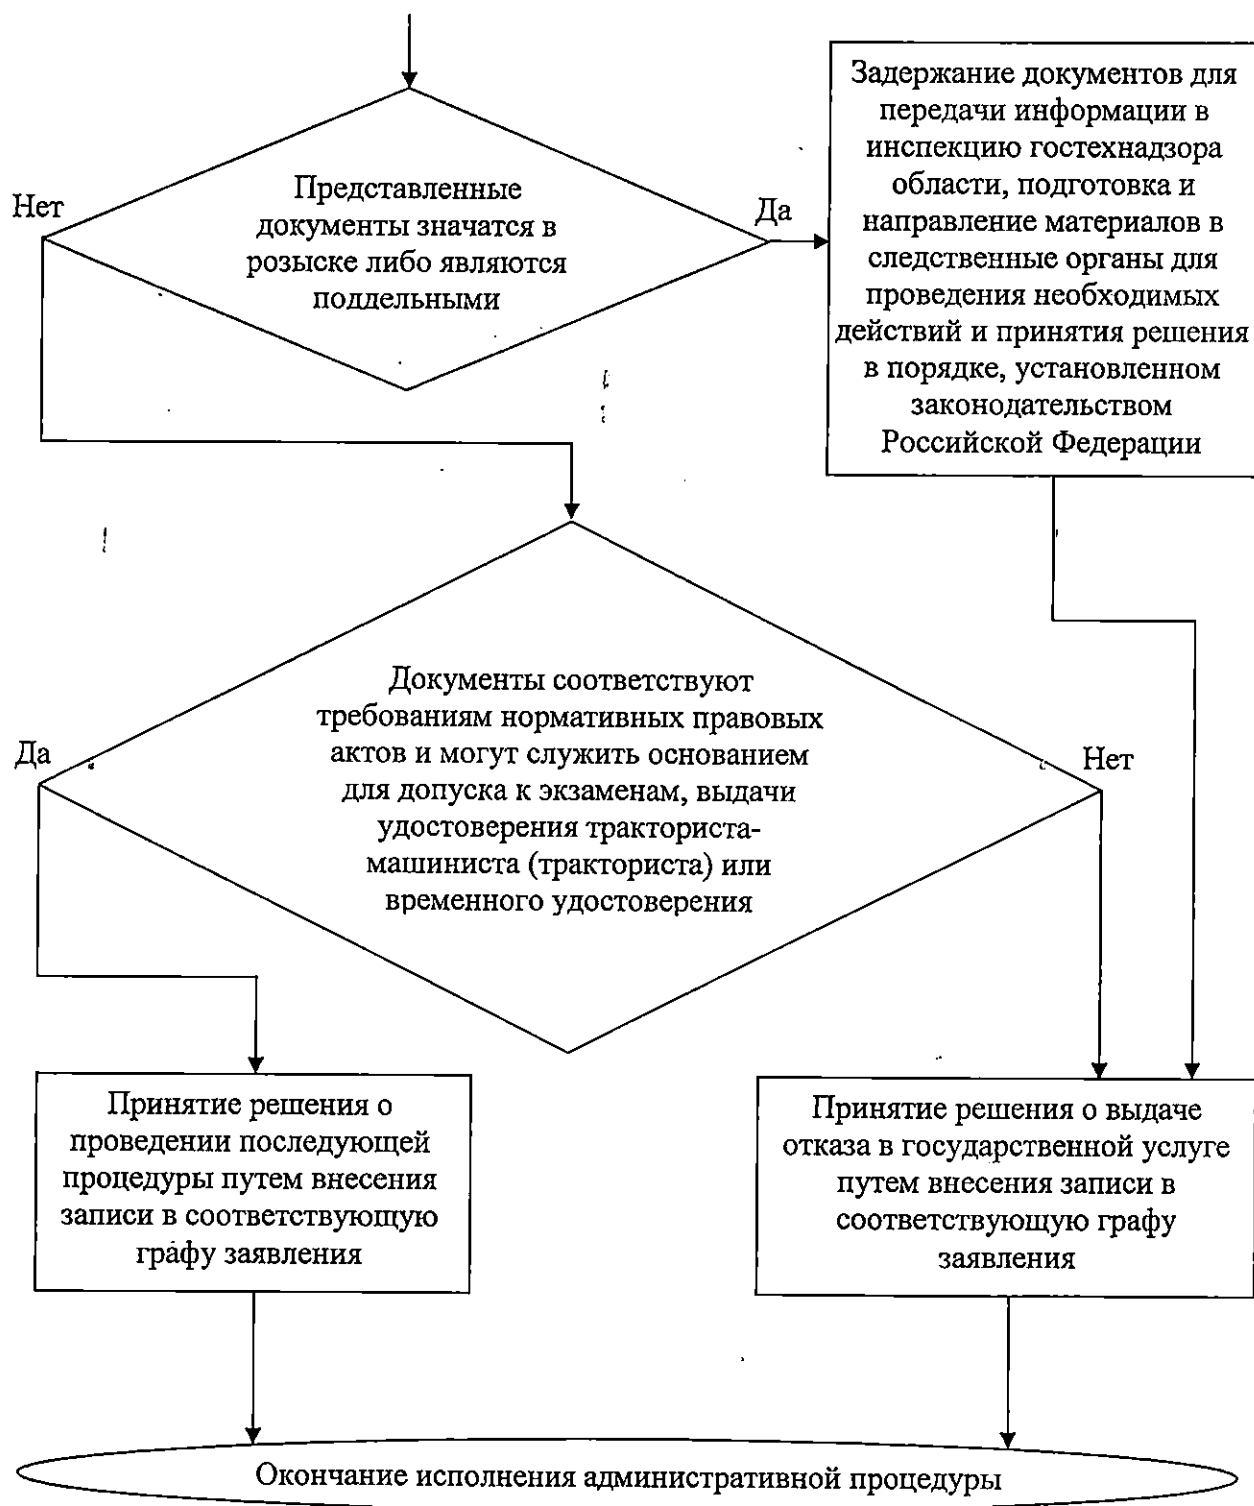 Нет
Представленные
документы значатся в
розыске либо являются
поддельными
Да
Задержание документов для
передачи информации в
инспекцию гостехнадзора
области, подготовка и
направление материалов в
следственные органы для
проведения необходимых
действий и принятия решения
в порядке, установленном
законодательством
Российской Федерации
Да
Документы соответствуют
требованиям нормативных правовых
актов и могут служить основанием
для допуска к экзаменам, выдачи
удостоверения тракториста-
машиниста (тракториста) или
временного удостоверения
Нет
Принятие решения о
проведении последующей
процедуры путем внесения
записи в соответствующую
графу заявления
Принятие решения о выдаче
отказа в государственной услуге
путем внесения записи в
соответствующую графу
заявления
Окончание исполнения административной процедуры